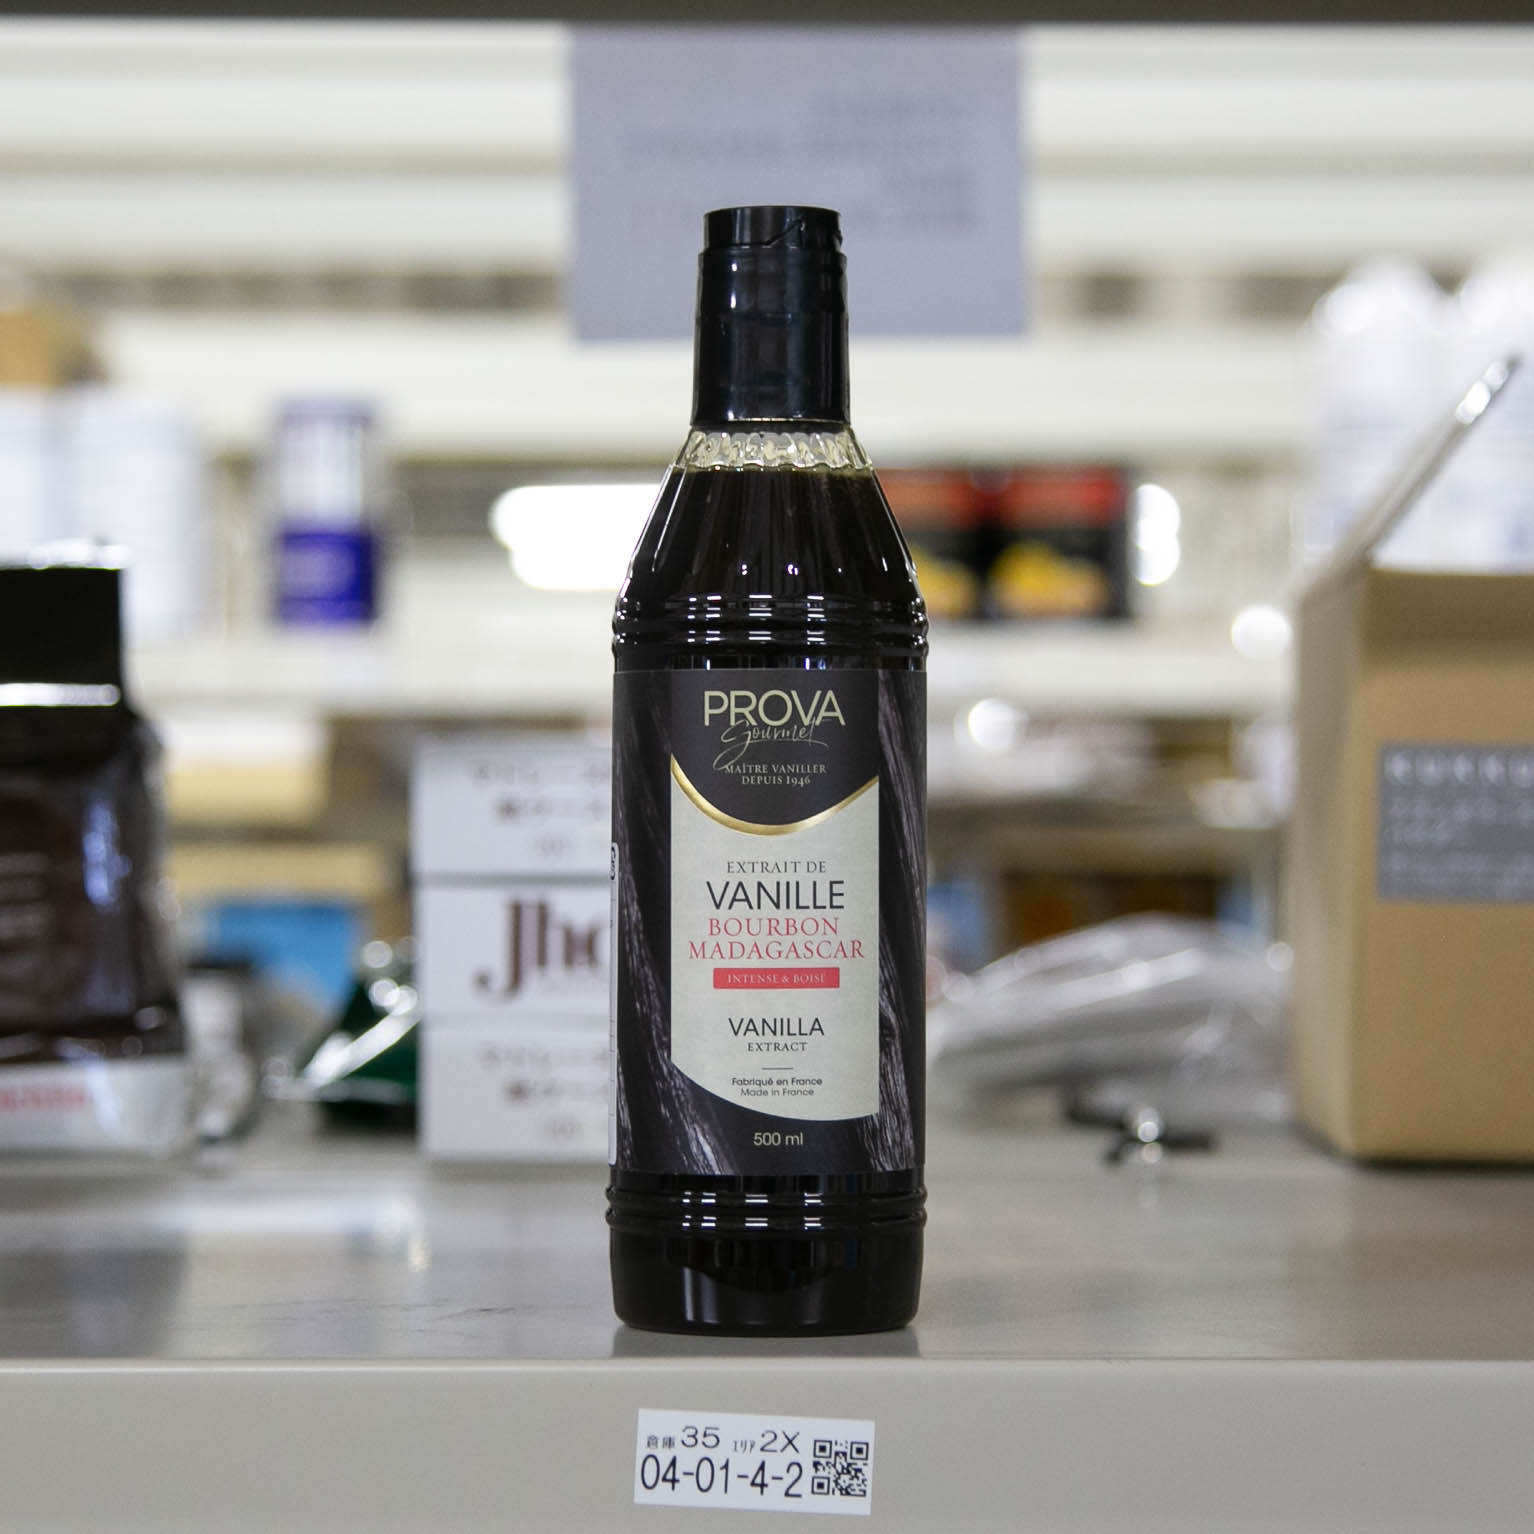 PROVA
Gourmet
MAÎTRE VANILLER
DEPUIS 1946
EXTRAIT DE
VANILLE
BOURBON
MADAGASCAR
INTENSE & BOISÉ
VANILLA
EXTRACT
Fabriqué en France
Made in France
500 ml
倉庫 35 エリア 2X
04-01-4-2